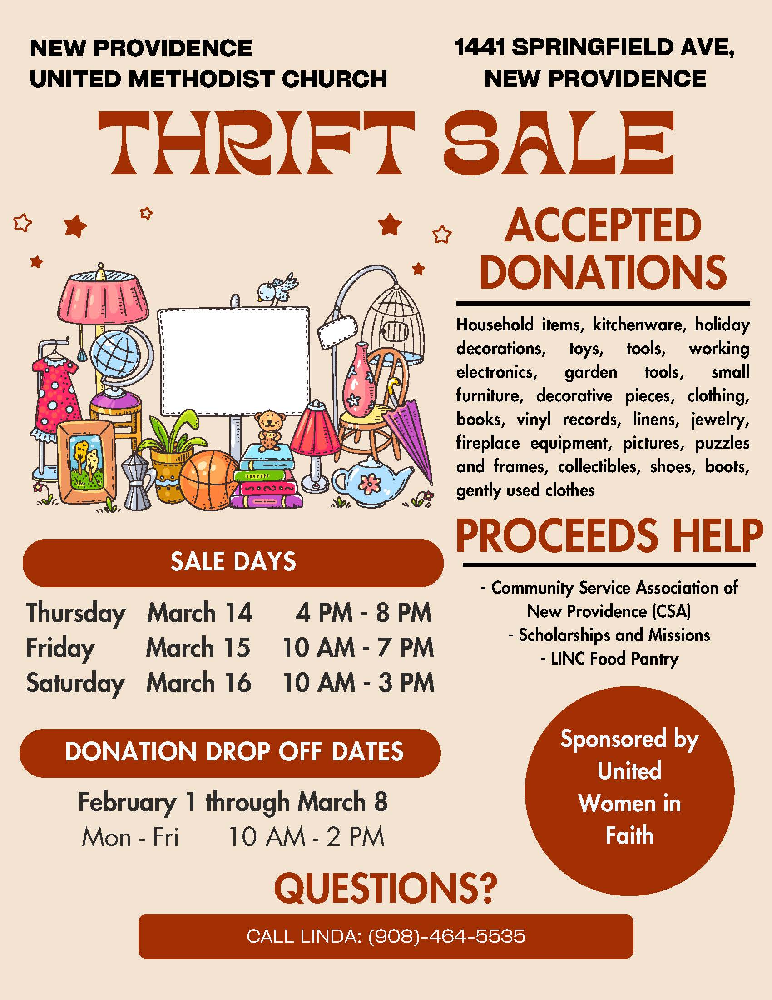 NEW PROVIDENCE
UNITED METHODIST CHURCH
1441 SPRINGFIELD AVE,
NEW PROVIDENCE
THRIFT SALE
ACCEPTED
DONATIONS
Household items, kitchenware, holiday
decorations, toys, tools, working
electronics, garden tools, small
furniture, decorative pieces, clothing,
books, vinyl records, linens, jewelry,
fireplace equipment, pictures, puzzles
and frames, collectibles, shoes, boots,
gently used clothes
PROCEEDS HELP
- Community Service Association of
New Providence (CSA)
- Scholarships and Missions
- LINC Food Pantry
SALE DAYS
Thursday March 14 4 PM - 8 PM
Friday March 15 10 AM - 7 PM
Saturday March 16 10 AM - 3 PM
DONATION DROP OFF DATES
February 1 through March 8
Mon - Fri 10 AM - 2 PM
Sponsored by
United
Women in
Faith
QUESTIONS?
CALL LINDA: (908)-464-5535